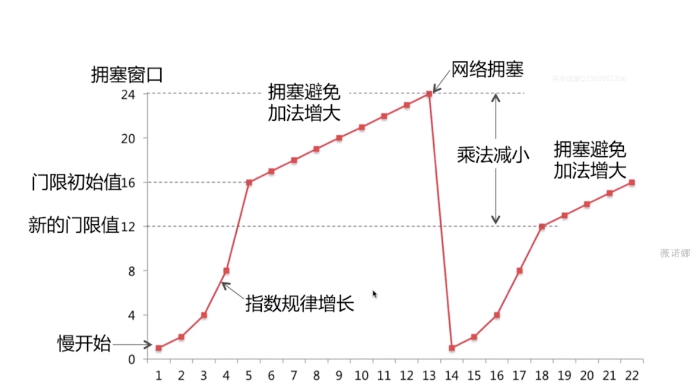 拥塞窗口
网络拥塞
24
拥塞避免
加法增大
20
乘法减小
拥塞避免
加法增大
门限初始值16
新的门限值12
薇诺娜
8
指数规律增长
4
慢开始
0
1 2 3 4 5 6 7 8 9 10 11 12 13 14 15 16 17 18 19 20 21 22